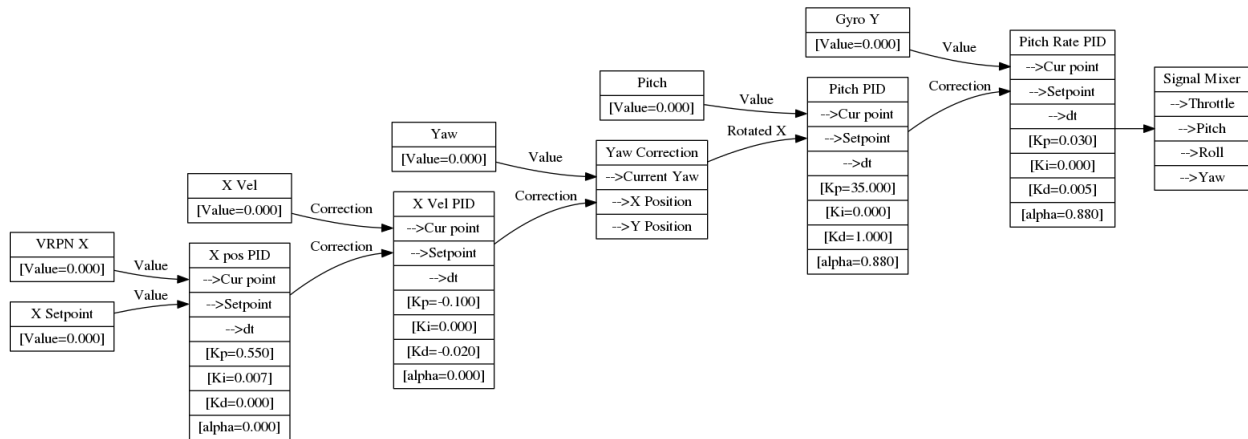 VRPN X
[Value=0.000]
Value
X Setpoint
[Value=0.000]
Value
X pos PID
-->Cur point
-->Setpoint
-->dt
[Kp=0.550]
[Ki=0.007]
[Kd=0.000]
[alpha=0.000]
X Vel
[Value=0.000]
Correction
Correction
X Vel PID
-->Cur point
-->Setpoint
-->dt
[Kp=-0.100]
[Ki=0.000]
[Kd=-0.020]
[alpha=0.000]
Yaw
[Value=0.000]
Value
Correction
Yaw Correction
-->Current Yaw
-->X Position
-->Y Position
Pitch
[Value=0.000]
Value
Rotated X
Pitch PID
-->Cur point
-->Setpoint
-->dt
[Kp=35.000]
[Ki=0.000]
[Kd=1.000]
[alpha=0.880]
Gyro Y
[Value=0.000]
Value
Correction
Pitch Rate PID
-->Cur point
-->Setpoint
-->dt
[Kp=0.030]
[Ki=0.000]
[Kd=0.005]
[alpha=0.880]
Signal Mixer
-->Throttle
-->Pitch
-->Roll
-->Yaw